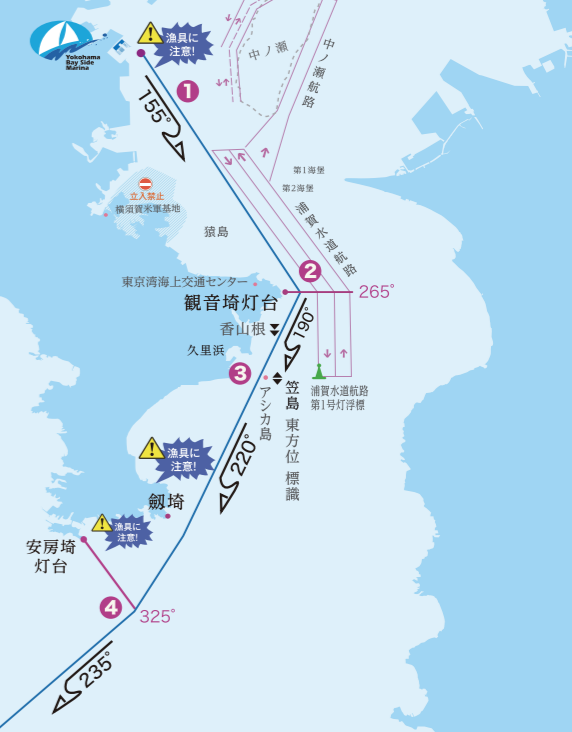 Yokohama
Bay Side
Marina
漁具に
注意!
中ノ瀬
中ノ瀬航路
1
155°
第1海堡
第2海堡
立入禁止
横須賀米軍基地
猿島
浦賀水道航路
東京湾海上交通センター
2
265°
観音埼灯台
香山根
190°
久里浜
3
笠島 東方位 標識
アシカ島
浦賀水道航路
第1号灯浮標
漁具に
注意!
220°
剱埼
漁具に
注意!
安房埼
灯台
4
325°
235°